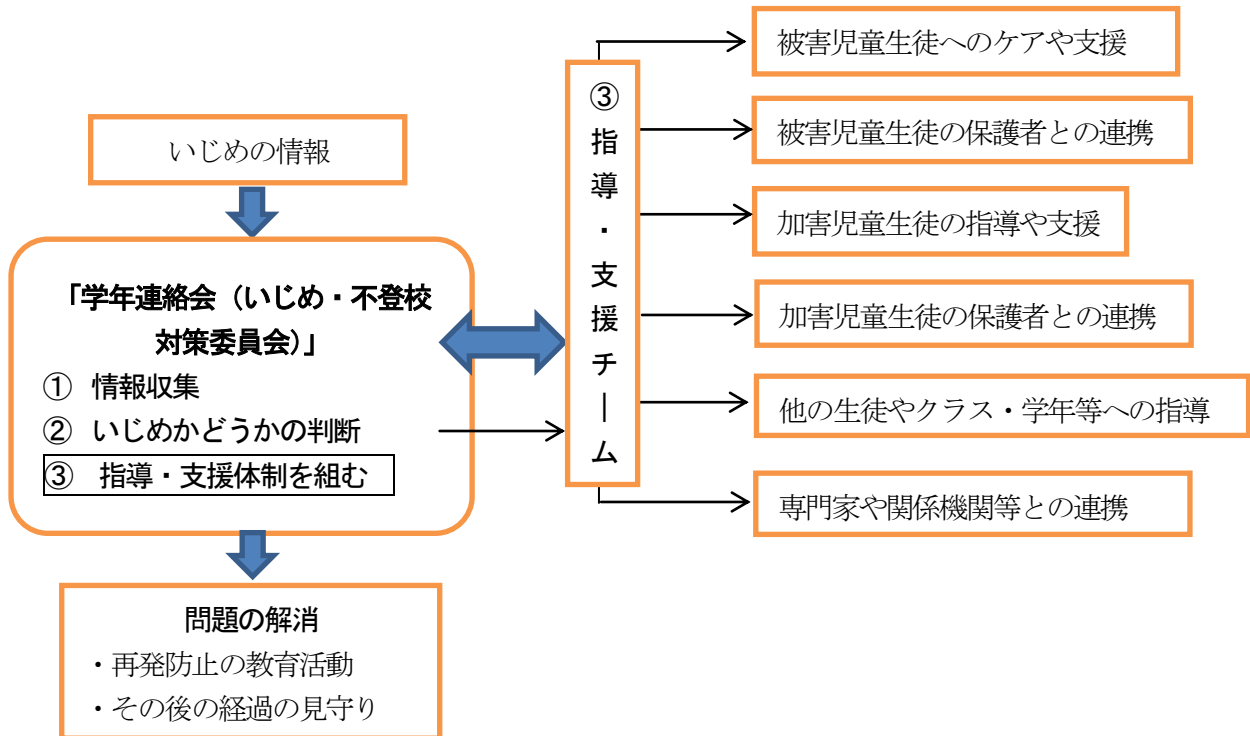 いじめの情報
「学年連絡会（いじめ・不登校
対策委員会）」
① 情報収集
② いじめかどうかの判断
③ 指導・支援体制を組む
問題の解消
・再発防止の教育活動
・その後の経過の見守り
③指導・支援チーム
被害児童生徒へのケアや支援
被害児童生徒の保護者との連携
加害児童生徒の指導や支援
加害児童生徒の保護者との連携
他の生徒やクラス・学年等への指導
専門家や関係機関等との連携